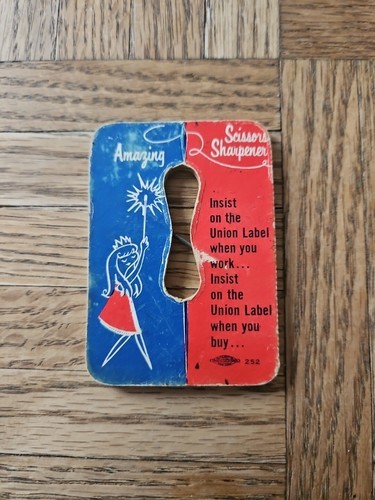 Amazing
Scissors
Sharpener
Insist
on the
Union Label
when you
work...
Insist
on the
Union Label
when you
buy...
252